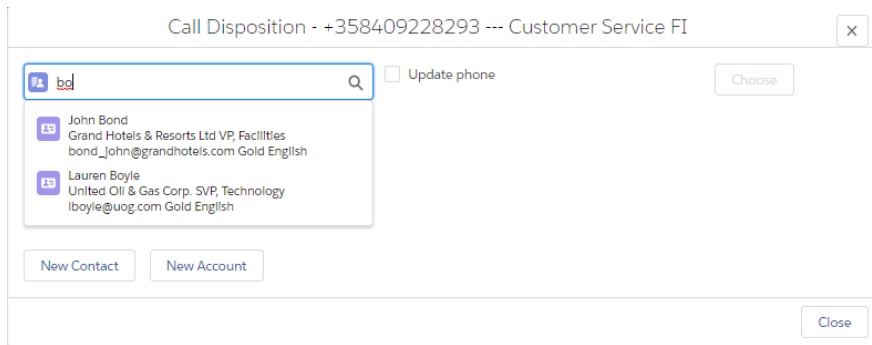 Call Disposition - +358409228293 --- Customer Service FI
bo
Update phone
Choose
John Bond
Grand Hotels & Resorts Ltd VP, Facilities
bond_john@grandhotels.com Gold English
Lauren Boyle
United Oil & Gas Corp. SVP, Technology
lboyle@uog.com Gold English
New Contact
New Account
Close